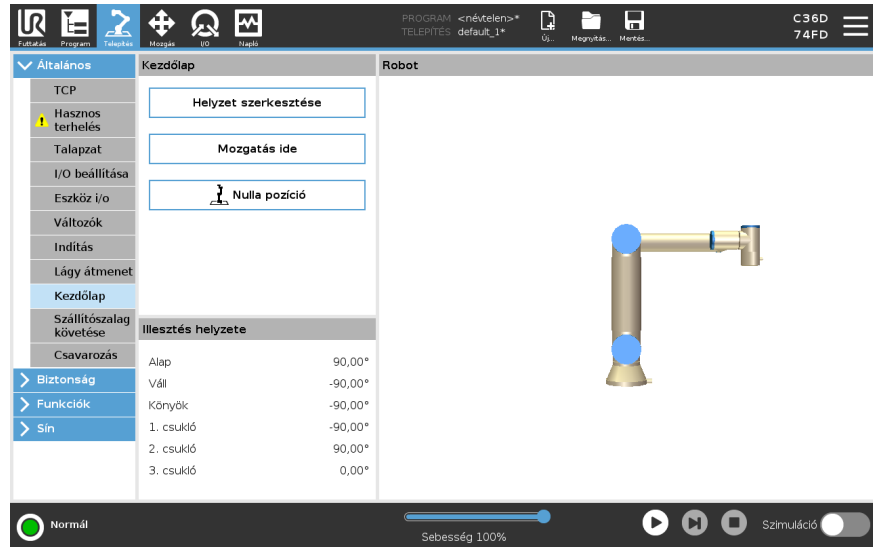 UR
Futtatás
Program
Telepítés
Mozgás
I/O
Napló
PROGRAM <névtelen>*
TELEPÍTÉS default_1*
Új...
Megnyitás...
Mentés...
C36D
74FD
Általános
Kezdőlap
Robot
TCP
Hasznos
terhelés
Talapzat
I/O beállítása
Eszköz i/o
Változók
Indítás
Lágy átmenet
Kezdőlap
Szállítószalag
követése
Csavarozás
Biztonság
Funkciók
Sín
Helyzet szerkesztése
Mozgatás ide
Nulla pozíció
Illesztés helyzete
Alap 90,00°
Váll -90,00°
Könyök -90,00°
1. csukló -90,00°
2. csukló 90,00°
3. csukló 0,00°
Normál
Sebesség 100%
Szimuláció